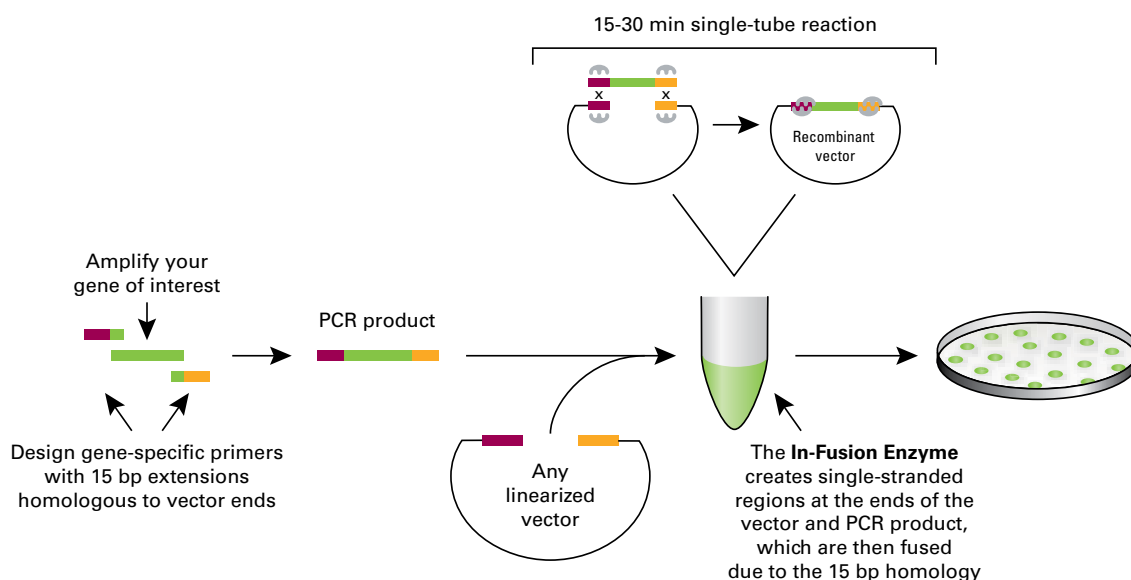 15-30 min single-tube reaction
x
x
Recombinant
vector
Amplify your
gene of interest
PCR product
Design gene-specific primers
with 15 bp extensions
homologous to vector ends
Any
linearized
vector
The In-Fusion Enzyme
creates single-stranded
regions at the ends of the
vector and PCR product,
which are then fused
due to the 15 bp homology